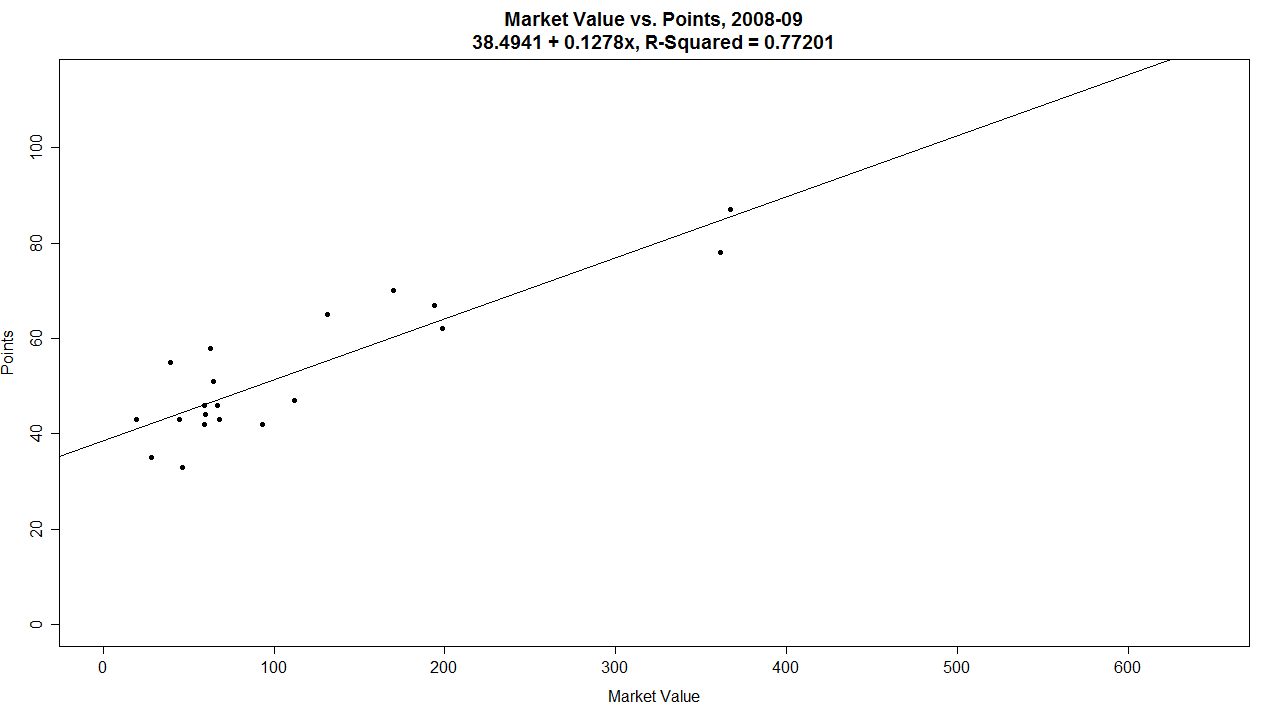 Market Value vs. Points, 2008-09
38.4941 + 0.1278x, R-Squared = 0.77201
Points
100
80
60
40
20
0
0 100 200 300 400 500 600
Market Value